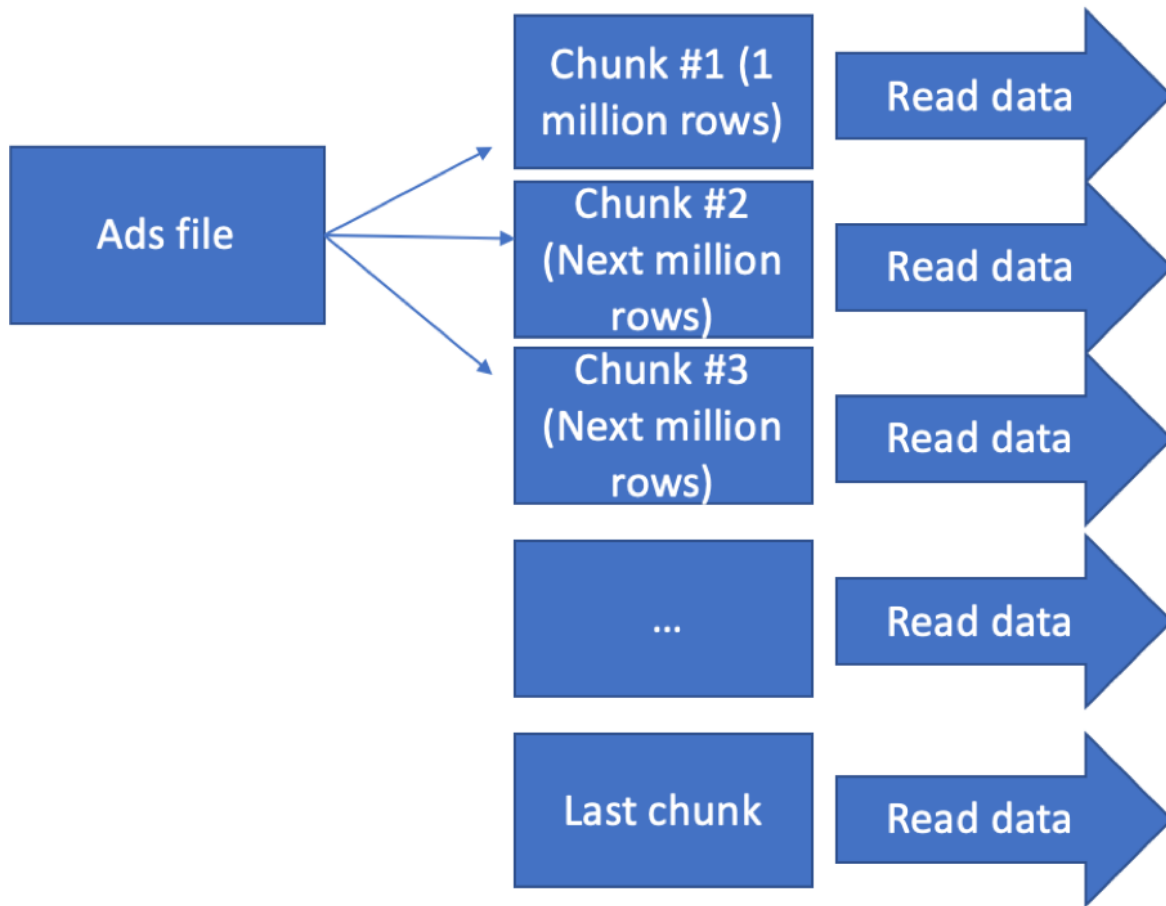 Ads file
Chunk #1 (1
million rows)
Read data
Chunk #2
(Next million
rows)
Read data
Chunk #3
(Next million
rows)
Read data
...
Read data
Last chunk
Read data